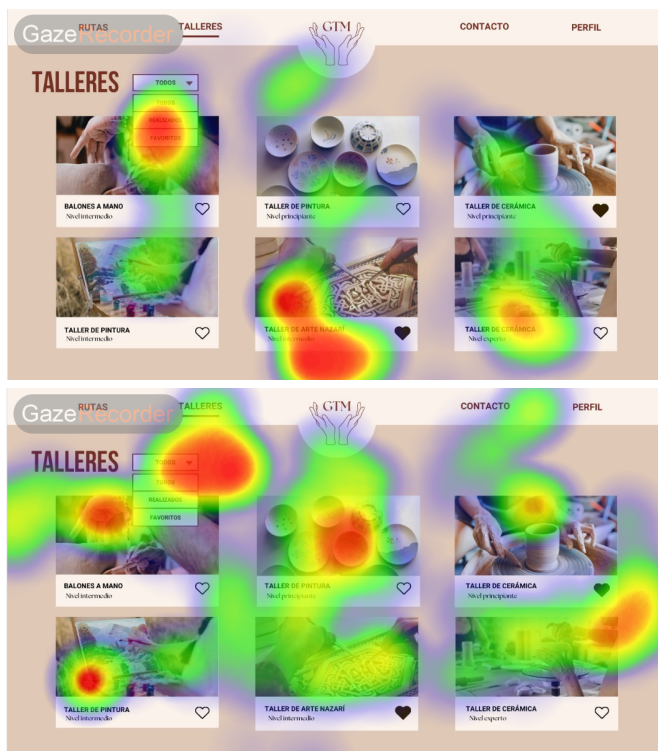 GazeRecorder
RUTAS
TALLERES
GTM
CONTACTO
PERFIL
TALLERES
TODOS
TODOS
REALIZADOS
FAVORITOS
BALONES A MANO
Nivel intermedio
TALLER DE PINTURA
Nivel principiante
TALLER DE CERÁMICA
Nivel principiante
TALLER DE PINTURA
Nivel intermedio
TALLER DE ARTE NAZARÍ
Nivel intermedio
TALLER DE CERÁMICA
Nivel experto
GazeRecorder
RUTAS
TALLERES
GTM
CONTACTO
PERFIL
TALLERES
TODOS
TODOS
REALIZADOS
FAVORITOS
BALONES A MANO
Nivel intermedio
TALLER DE PINTURA
Nivel principiante
TALLER DE CERÁMICA
Nivel principiante
TALLER DE PINTURA
Nivel intermedio
TALLER DE ARTE NAZARÍ
Nivel intermedio
TALLER DE CERÁMICA
Nivel experto